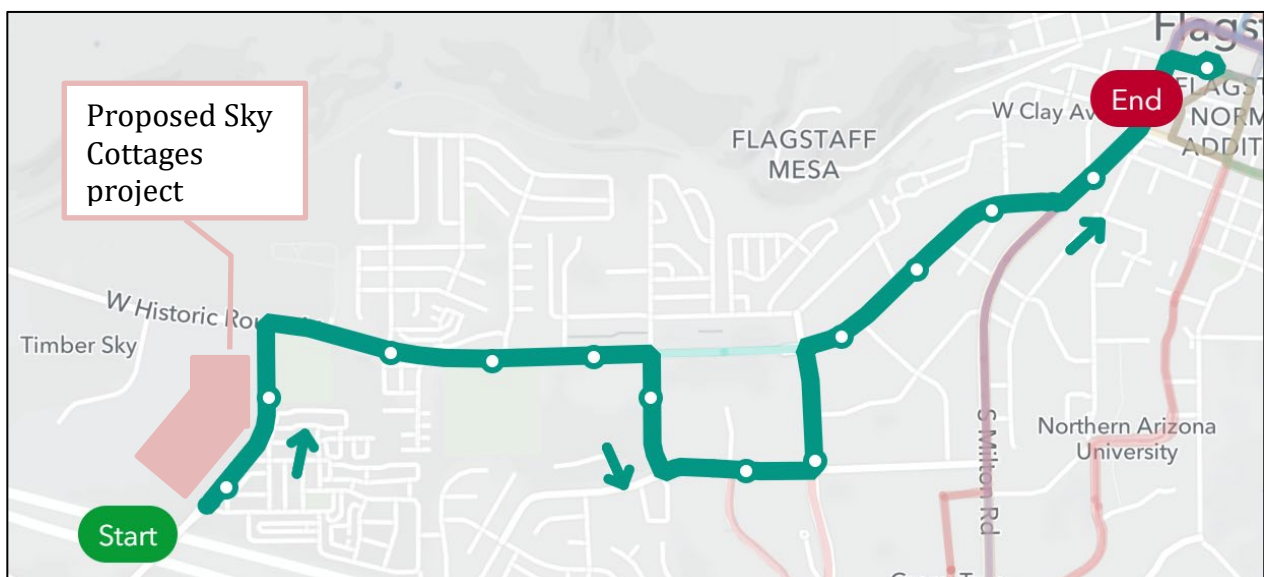 Proposed Sky
Cottages
project
Flagst
End
FLAGST
NORM
ADDIT
W Clay Av
FLAGSTAFF
MESA
W Historic Rou
Timber Sky
S Milton Rd
Northern Arizona
University
Start